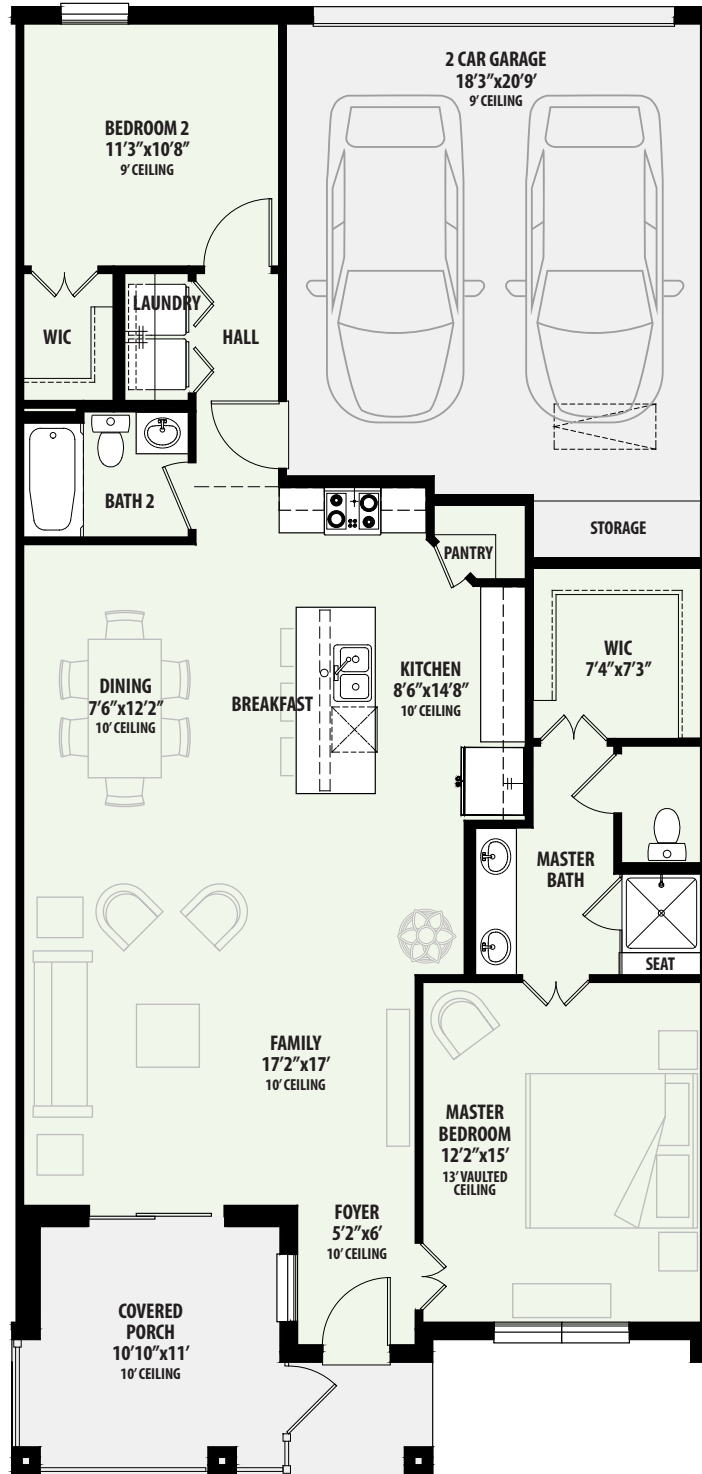 2 CAR GARAGE
18'3”x20'9'
9' CEILING
BEDROOM 2
11'3”x10'8”
9' CEILING
LAUNDRY
WIC
HALL
BATH 2
STORAGE
PANTRY
WIC
7'4”x7'3”
KITCHEN
8'6”x14'8”
10' CEILING
DINING
7'6”x12'2”
10' CEILING
BREAKFAST
MASTER
BATH
SEAT
FAMILY
17'2”x17'
10' CEILING
MASTER
BEDROOM
12'2”x15'
13' VAULTED
CEILING
FOYER
5'2”x6'
10' CEILING
COVERED
PORCH
10'10”x11'
10' CEILING